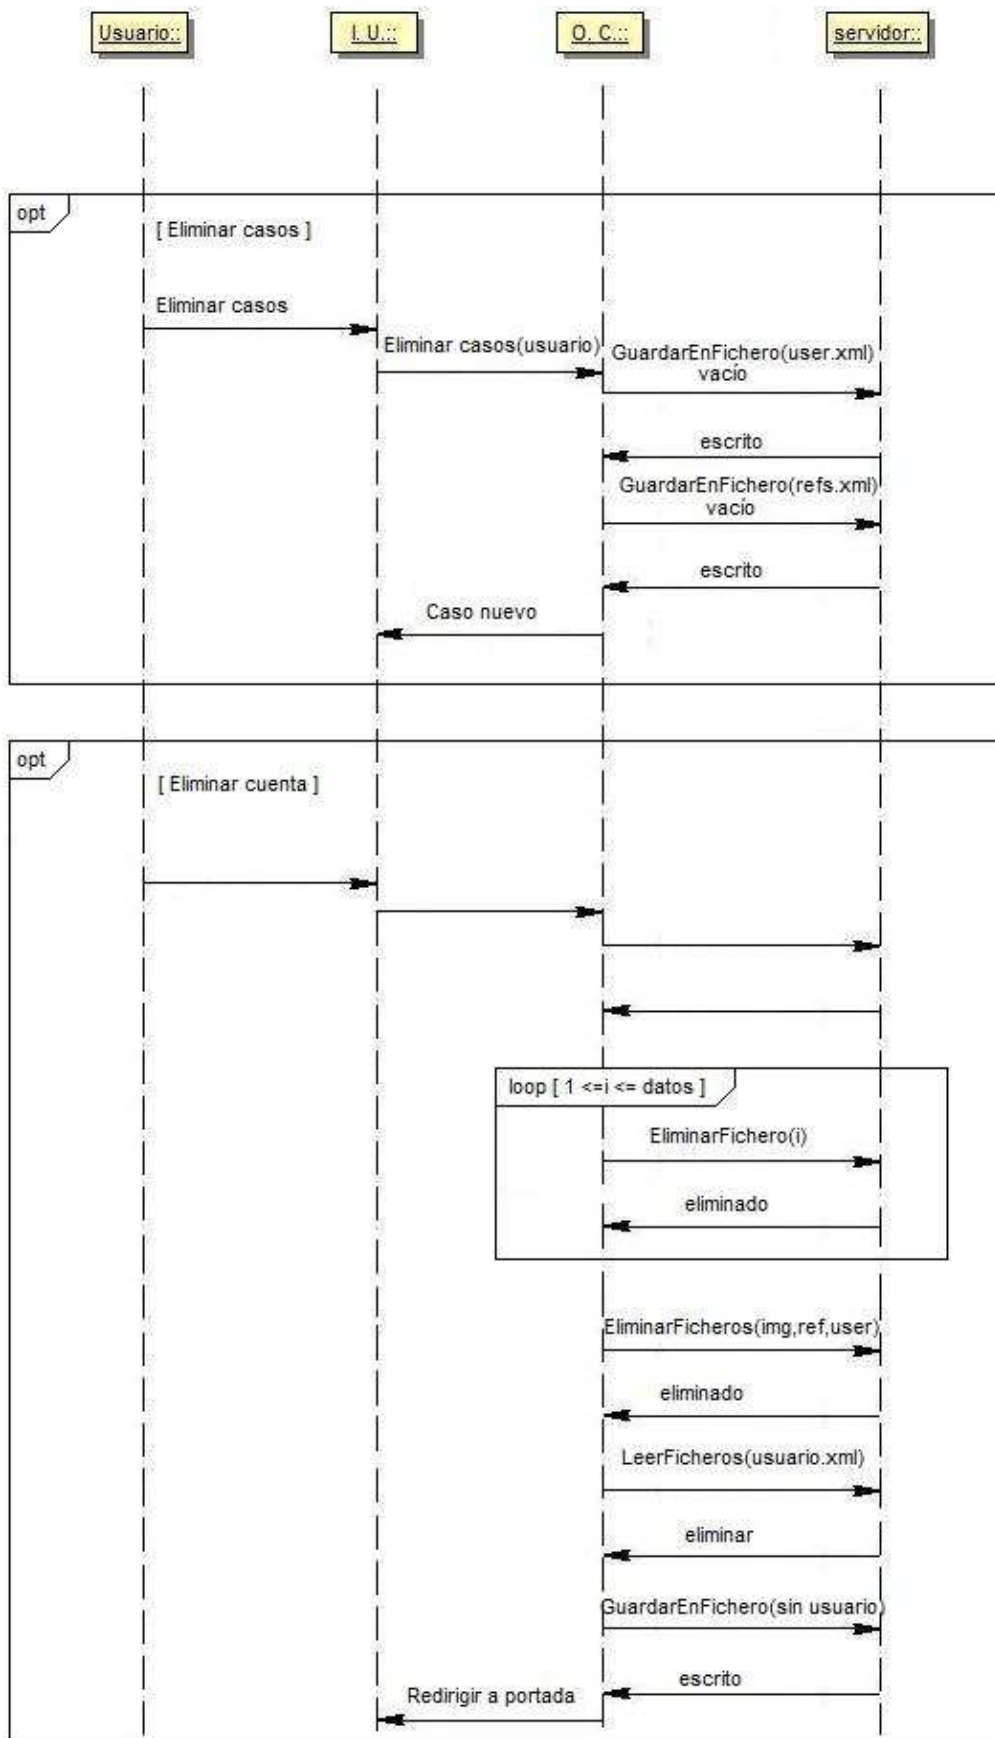 Usuario::
I. U.::
O. C.::
servidor::
opt
[ Eliminar casos ]
Eliminar casos
Eliminar casos(usuario)
GuardarEnFichero(user.xml)
vacío
escrito
GuardarEnFichero(refs.xml)
vacío
escrito
Caso nuevo
opt
[ Eliminar cuenta ]
loop [ 1 <=i <= datos ]
EliminarFichero(i)
eliminado
EliminarFicheros(img,ref,user)
eliminado
LeerFicheros(usuario.xml)
eliminar
GuardarEnFichero(sin usuario)
escrito
Redirigir a portada